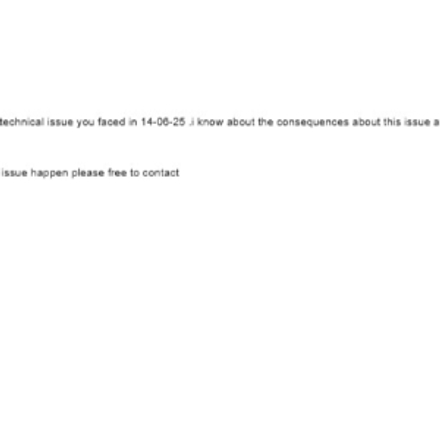 technical issue you faced in 14-06-25 .i know about the consequences about this issue a
issue happen please free to contact